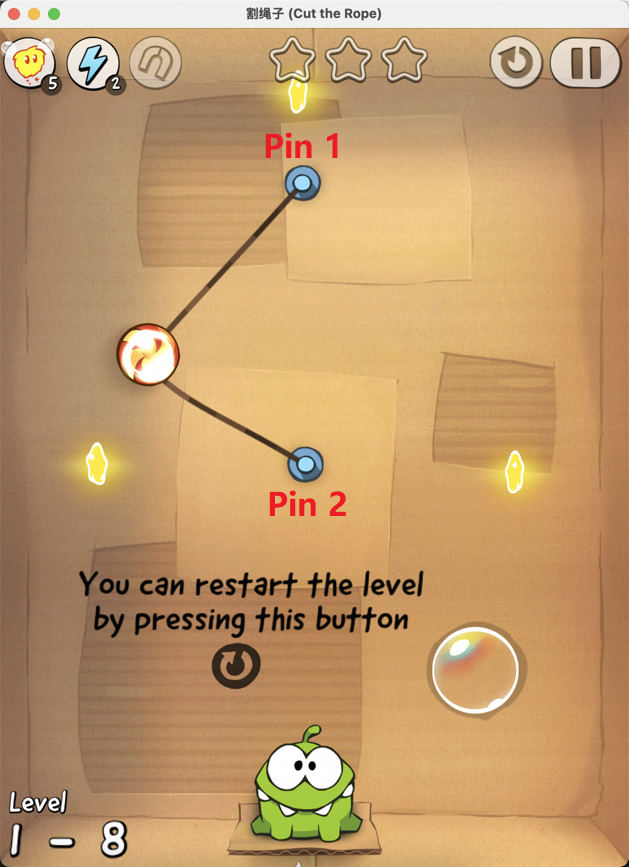 割绳子 (Cut the Rope)
5
2
Pin 1
Pin 2
You can restart the level
by pressing this button
Level
1 - 8